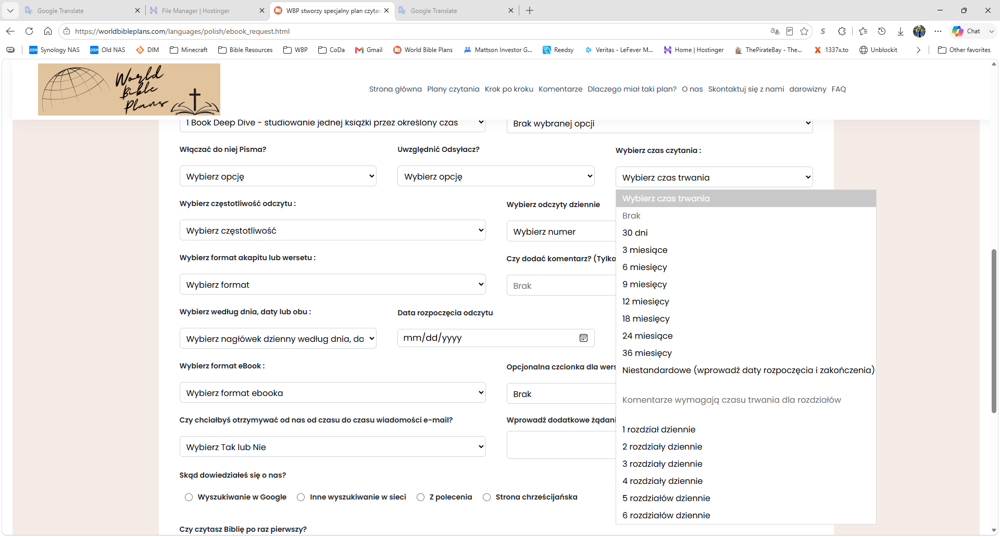 Google Translate
File Manager | Hostinger
WBP stworzy specjalny plan czytan
Google Translate
https://worldbibleplans.com/languages/polish/ebook_request.html
Chat
Synology NAS
Old NAS
DIM
Minecraft
Bible Resources
WBP
CoDa
Gmail
World Bible Plans
Mattson Investor G...
Reedsy
Veritas - LeFever M...
Home | Hostinger
ThePirateBay - The...
1337x.to
Unblockit
Other favorites
World
Bible
Plans
Strona główna Plany czytania Krok po kroku Komentarze Dlaczego miał taki plan? O nas Skontaktuj się z nami darowizny FAQ
1 Book Deep Dive - studiowanie jednej książki przez określony czas
Brak wybranej opcji
Włączać do niej Pisma?
Uwzględnić Odsyłacz?
Wybierz czas czytania :
Wybierz opcję
Wybierz opcję
Wybierz czas trwania
Wybierz czas trwania
Brak
30 dni
3 miesiące
6 miesięcy
9 miesięcy
12 miesięcy
18 miesięcy
24 miesiące
36 miesięcy
Niestandardowe (wprowadź daty rozpoczęcia i zakończenia)
Komentarze wymagają czasu trwania dla rozdziałów
1 rozdział dziennie
2 rozdziały dziennie
3 rozdziały dziennie
4 rozdziały dziennie
5 rozdziałów dziennie
6 rozdziałów dziennie
Wybierz częstotliwość odczytu :
Wybierz odczyty dziennie
Wybierz częstotliwość
Wybierz numer
Wybierz format akapitu lub wersetu :
Czy dodać komentarz? (Tylko
Wybierz format
Brak
Wybierz według dnia, daty lub obu :
Data rozpoczęcia odczytu
Wybierz nagłówek dzienny według dnia, da
mm/dd/yyyy
Wybierz format eBook :
Opcjonalna czcionka dla wers
Wybierz format ebooka
Brak
Czy chciałbyś otrzymywać od nas od czasu do czasu wiadomości e-mail?
Wprowadź dodatkowe żądani
Wybierz Tak lub Nie
Skąd dowiedziałeś się o nas?
Wyszukiwanie w Google
Inne wyszukiwanie w sieci
Z polecenia
Strona chrześcijańska
Czy czytasz Biblię po raz pierwszy?